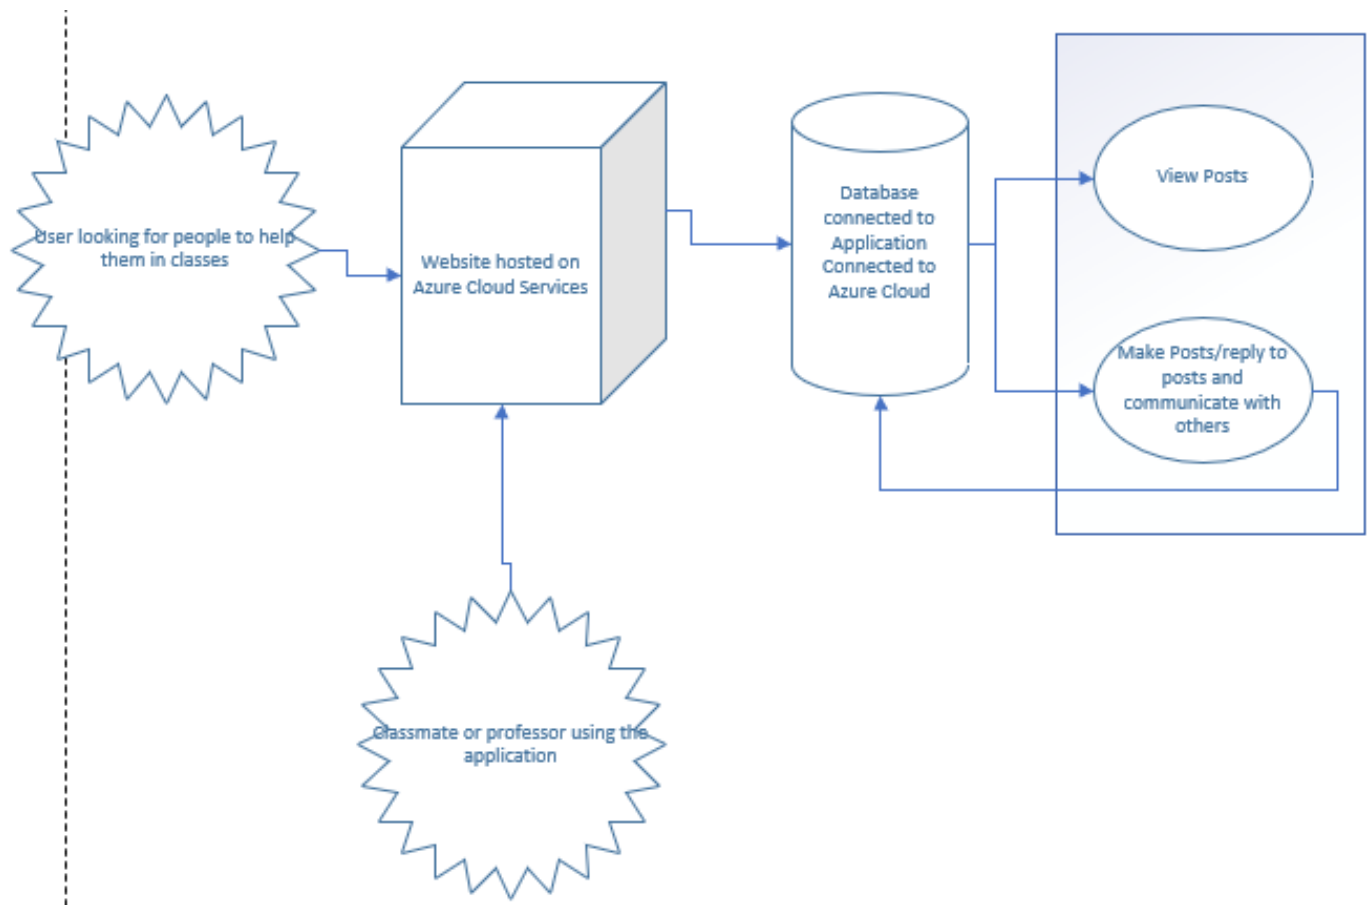 User looking for people to help
them in classes
Website hosted on
Azure Cloud Services
Database
connected to
Application
Connected to
Azure Cloud
View Posts
Make Posts/reply to
posts and
communicate with
others
Classmate or professor using the
application